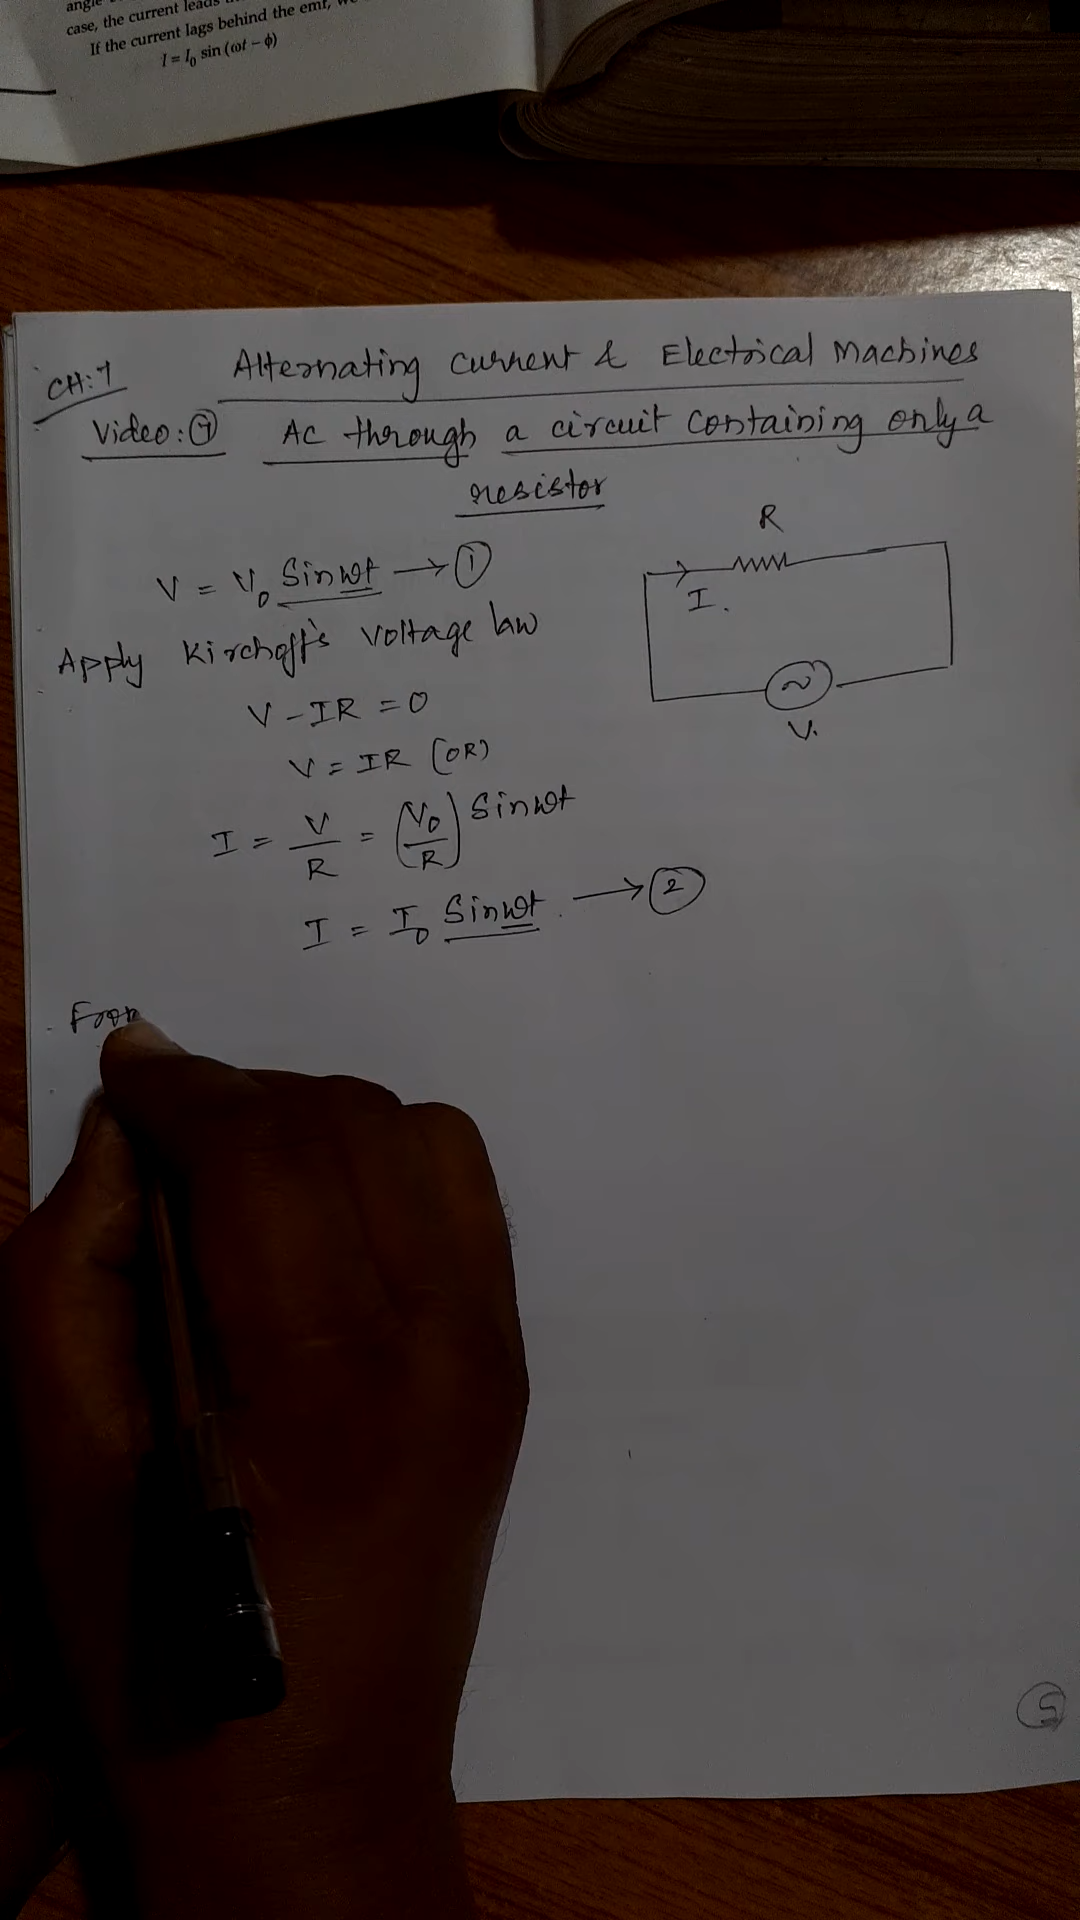 case, the current leads
If the current lags behind the emf,
I = I₀ sin (ωt – ϕ)
CH:7 Alternating Current & Electrical Machines
Video: 7 AC through a circuit containing only a
resistor
R
V = V₀ Sinωt → 1
I.
Apply Kirchoff's Voltage law
V - IR = 0
V.
V = IR (OR)
I = V/R = (V₀/R) Sinωt
I = I₀ Sinωt. → 2
From
5